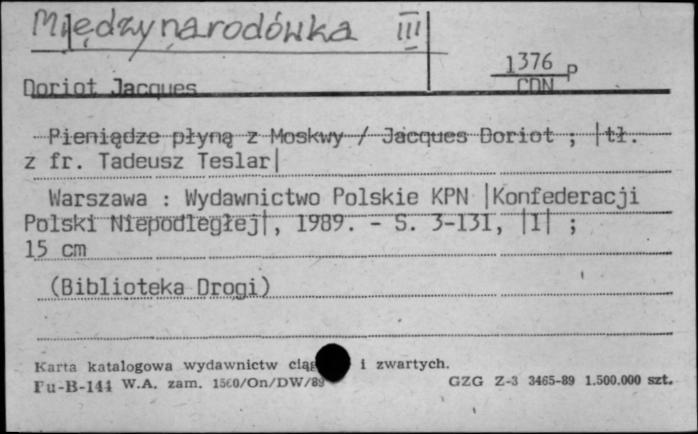 Międzynarodówka III
1376 p
CDN
Doriot Jacques
Pieniądze płyną z Moskwy / Jacques Doriot ; |tł.
z fr. Tadeusz Teslar|
Warszawa : Wydawnictwo Polskie KPN |Konfederacji
Polski Niepodległej|, 1989. - S. 3-131, |1| ;
15 cm
(Biblioteka Drogi)
Karta katalogowa wydawnictw i zwartych.
Fu-B-144 W.A. zam. 1560/On/DW/89 GZG Z-3 3465-89 1.500.000 szt.